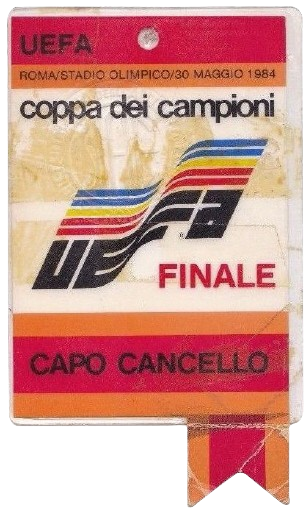 UEFA
ROMA/STADIO OLIMPICO/30 MAGGIO 1984
coppa dei campioni
UEFA
FINALE
CAPO CANCELLO